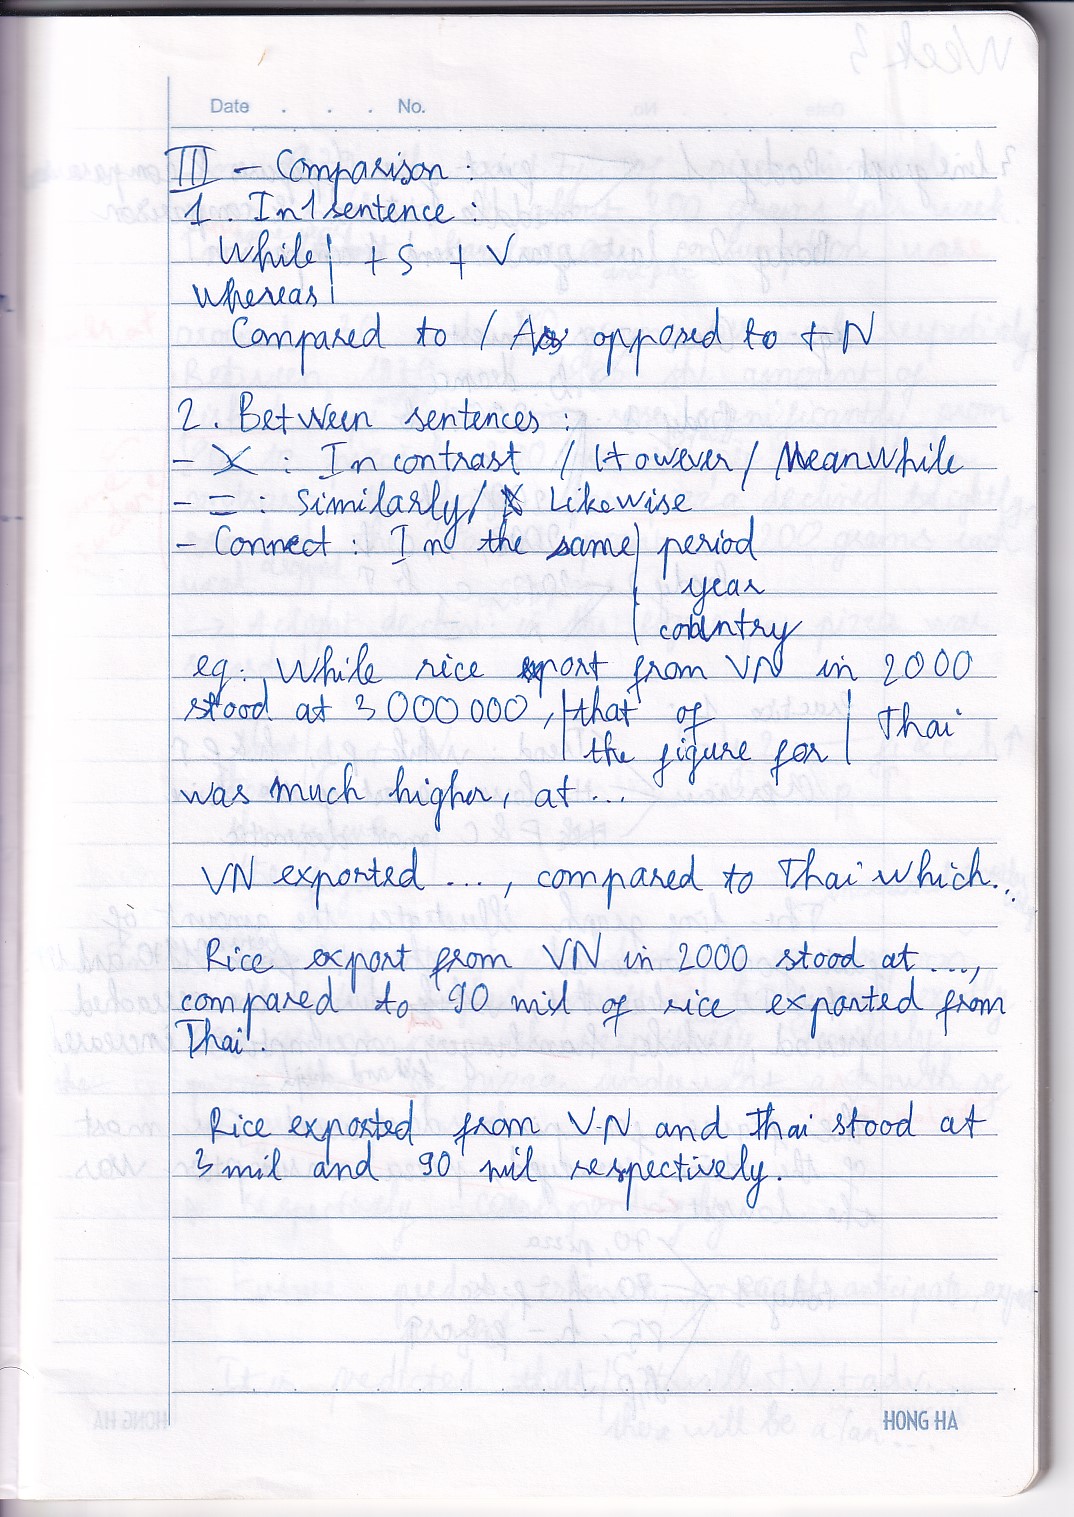 Date . . . No.
III - Comparison :
1. In 1 sentence :
While | + S + V
whereas |
Compared to / As opposed to + N
2. Between sentences :
- X : In contrast / However / Meanwhile
- = : Similarly / Likewise
- Connect : In the same | period
year
country
eg: While rice export from VN in 2000
stood at 3 000 000, | that of | Thai
the figure for
was much higher, at ...
VN exported ..., compared to Thai which...
Rice export from VN in 2000 stood at ...,
compared to 90 mil of rice exported from
Thai.
Rice exported from VN and Thai stood at
3 mil and 90 mil respectively.
HONG HA